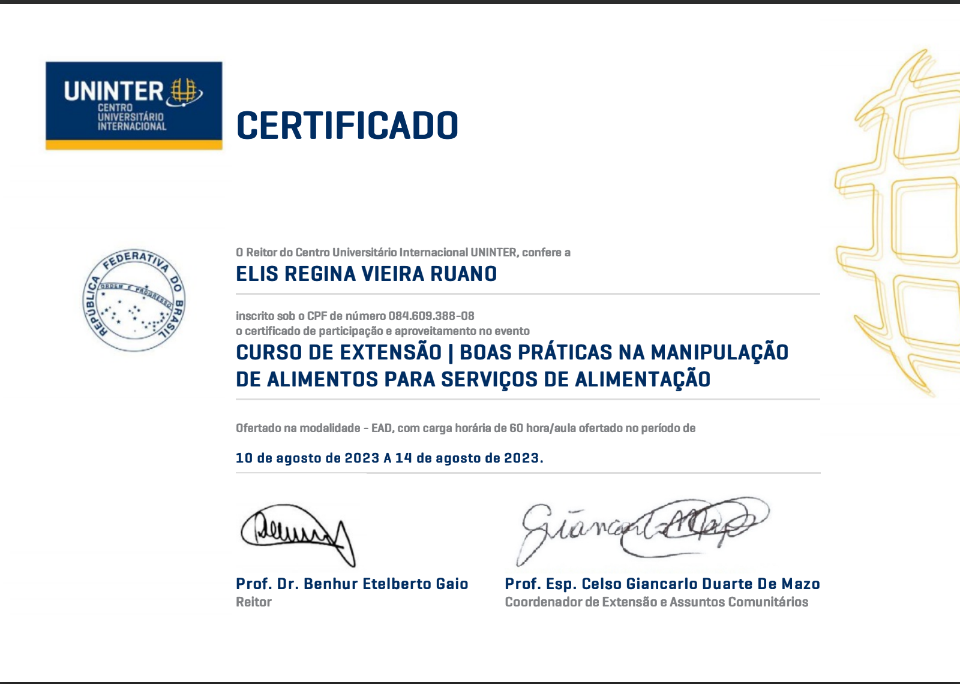 UNINTER
CENTRO
UNIVERSITÁRIO
INTERNACIONAL
CERTIFICADO
REPÚBLICA FEDERATIVA DO BRASIL
ORDEM E PROGRESSO
O Reitor do Centro Universitário Internacional UNINTER, confere a
ELIS REGINA VIEIRA RUANO
inscrito sob o CPF de número 084.609.388-08
o certificado de participação e aproveitamento no evento
CURSO DE EXTENSÃO | BOAS PRÁTICAS NA MANIPULAÇÃO
DE ALIMENTOS PARA SERVIÇOS DE ALIMENTAÇÃO
Ofertado na modalidade - EAD, com carga horária de 60 hora/aula ofertado no período de
10 de agosto de 2023 A 14 de agosto de 2023.
Prof. Dr. Benhur Etelberto Gaio
Prof. Esp. Celso Giancarlo Duarte De Mazo
Reitor
Coordenador de Extensão e Assuntos Comunitários